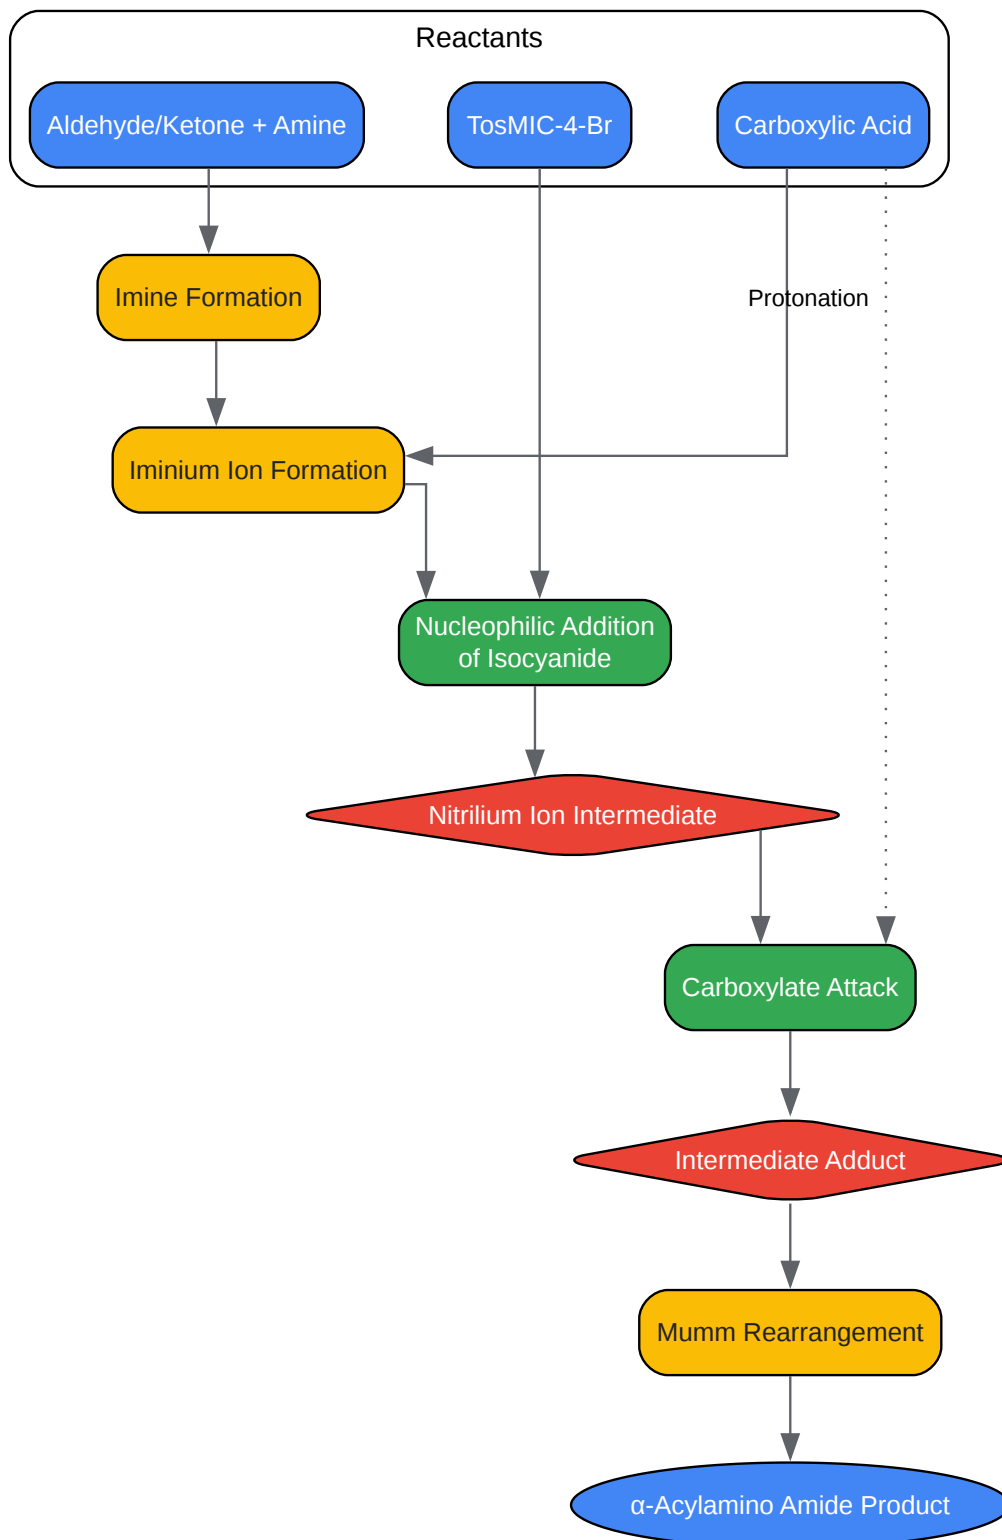 Reactants
Aldehyde/Ketone + Amine
TosMIC-4-Br
Carboxylic Acid
Imine Formation
Protonation
Iminium Ion Formation
Nucleophilic Addition
of Isocyanide
Nitrilium Ion Intermediate
Carboxylate Attack
Intermediate Adduct
Mumm Rearrangement
α-Acylamino Amide Product